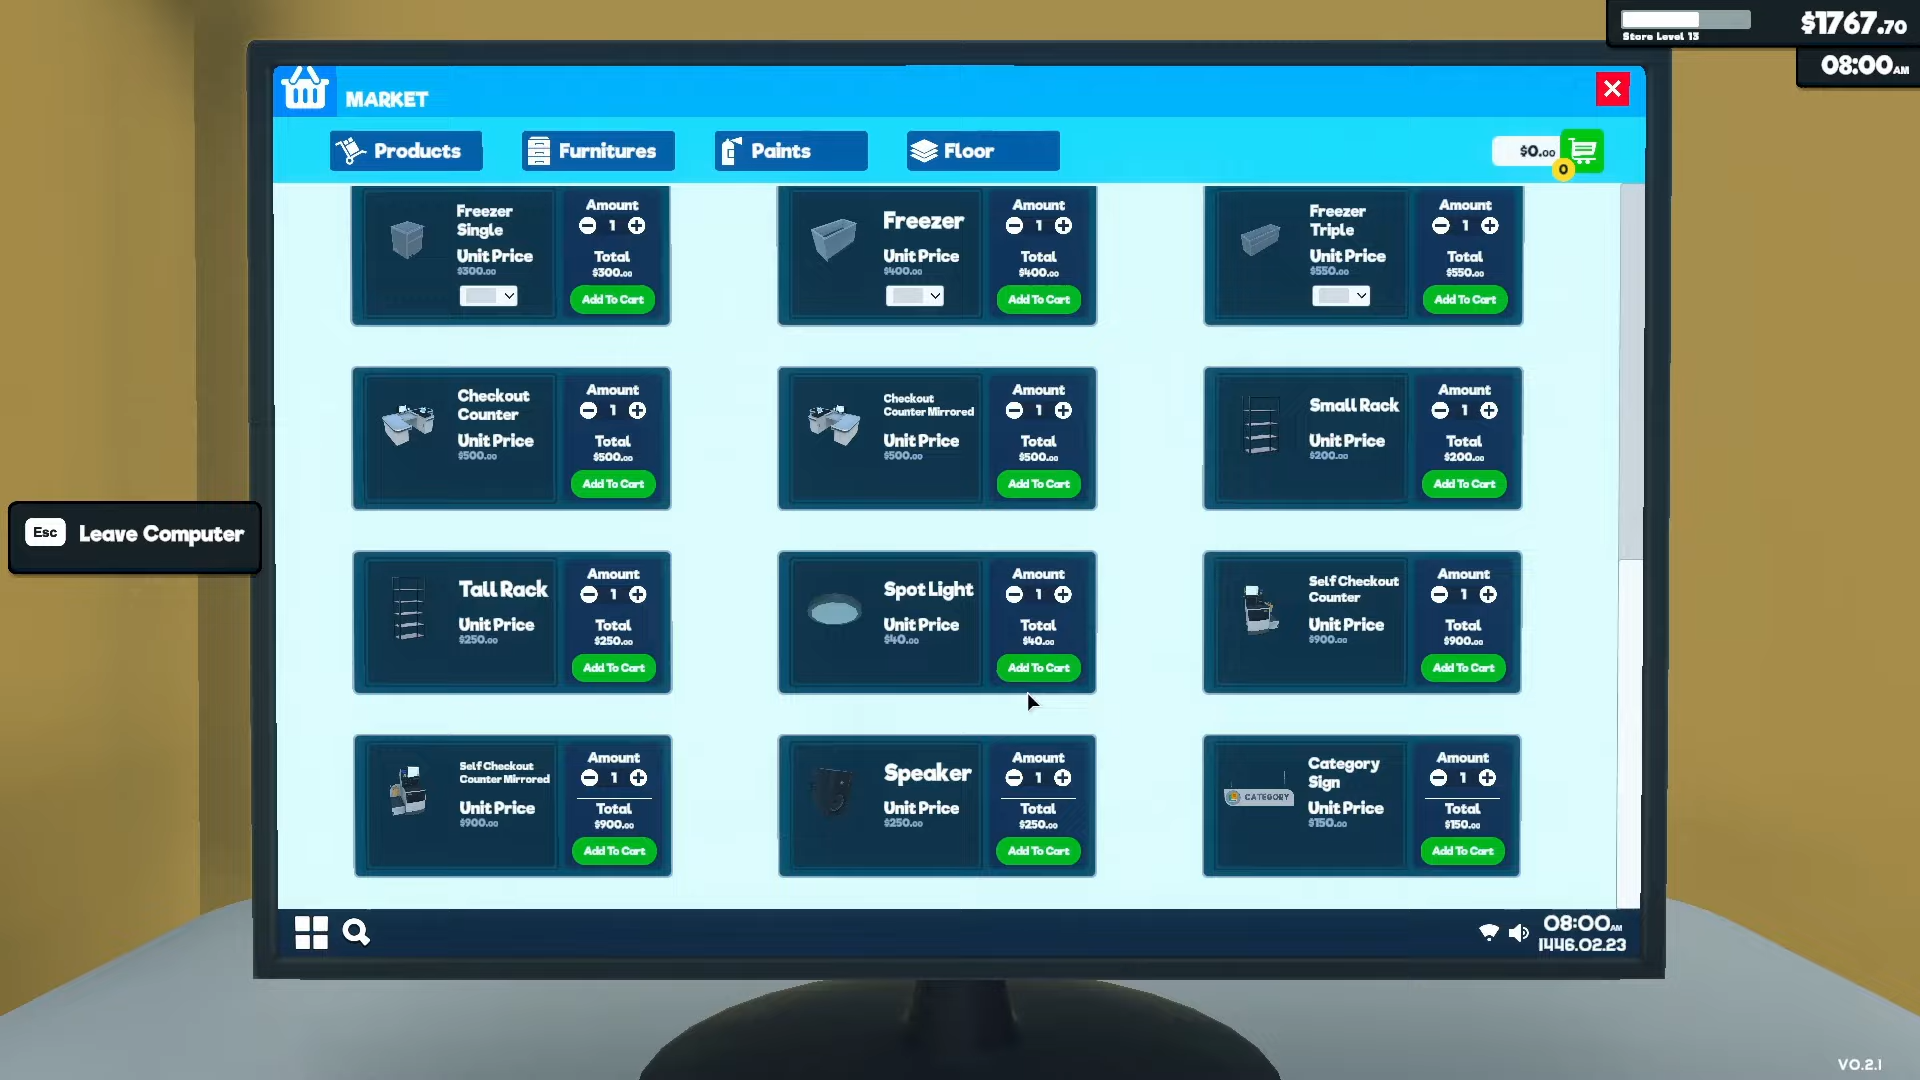 $1767.70
Store Level 13
08:00AM
MARKET
Products
Furnitures
Paints
Floor
$0.00
0
Freezer
Single
Unit Price
$300.00
Amount
1
Total
$300.00
Add To Cart
Freezer
Unit Price
$400.00
Amount
1
Total
$400.00
Add To Cart
Freezer
Triple
Unit Price
$550.00
Amount
1
Total
$550.00
Add To Cart
Checkout
Counter
Unit Price
$500.00
Amount
1
Total
$500.00
Add To Cart
Checkout
Counter Mirrored
Unit Price
$500.00
Amount
1
Total
$500.00
Add To Cart
Small Rack
Unit Price
$200.00
Amount
1
Total
$200.00
Add To Cart
Esc Leave Computer
Tall Rack
Unit Price
$250.00
Amount
1
Total
$250.00
Add To Cart
Spot Light
Unit Price
$40.00
Amount
1
Total
$40.00
Add To Cart
Self Checkout
Counter
Unit Price
$900.00
Amount
1
Total
$900.00
Add To Cart
Self Checkout
Counter Mirrored
Unit Price
$900.00
Amount
1
Total
$900.00
Add To Cart
Speaker
Unit Price
$250.00
Amount
1
Total
$250.00
Add To Cart
CATEGORY
Category
Sign
Unit Price
$150.00
Amount
1
Total
$150.00
Add To Cart
08:00AM
1446.02.23
V0.2.1